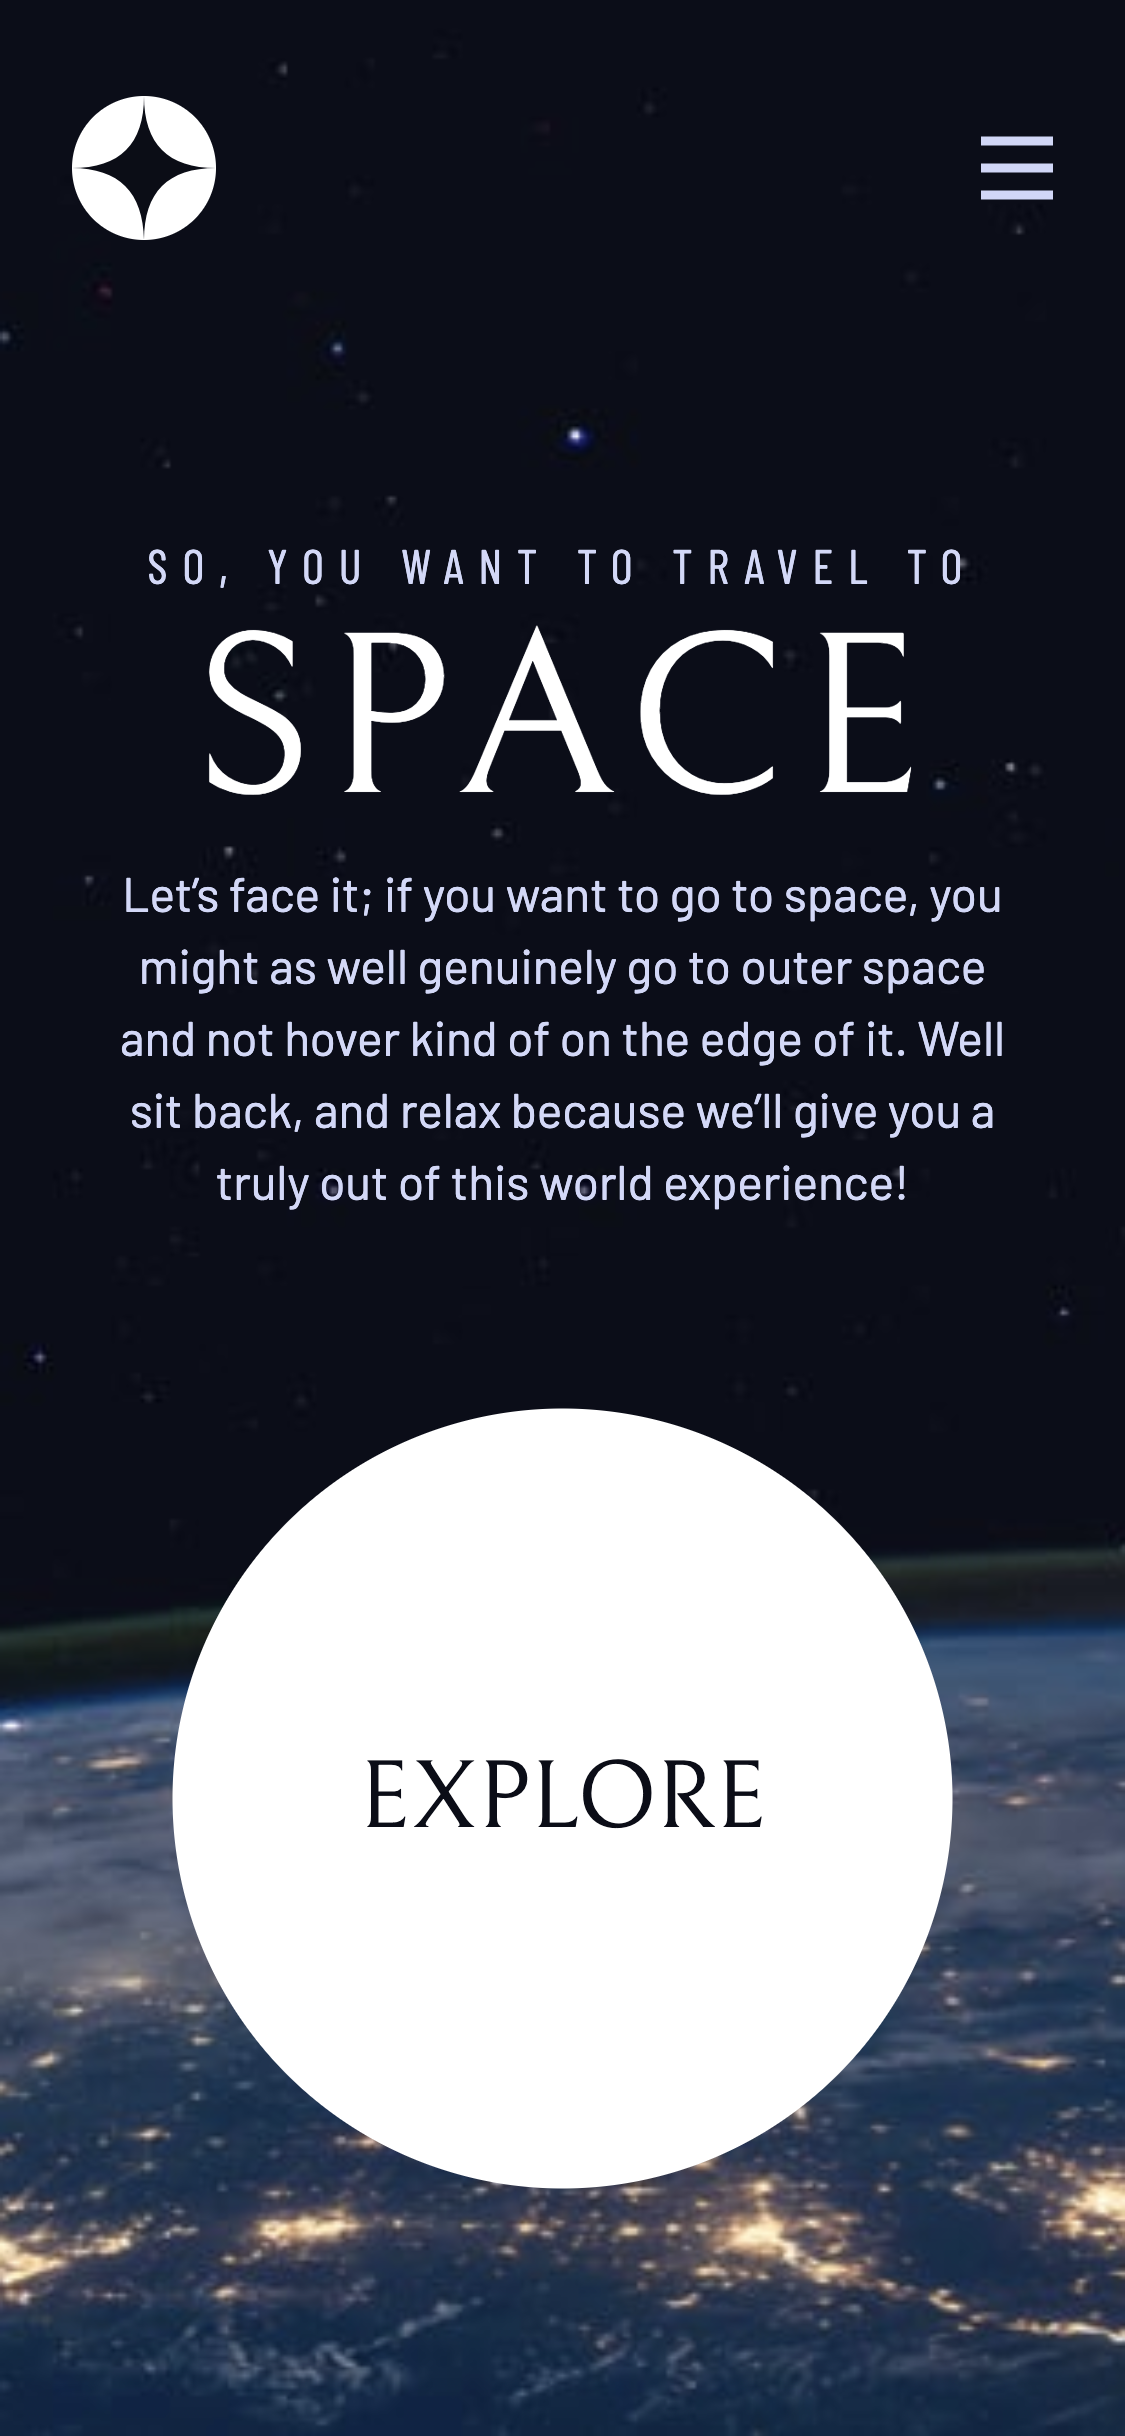 SO, YOU WANT TO TRAVEL TO
SPACE
Let’s face it; if you want to go to space, you
might as well genuinely go to outer space
and not hover kind of on the edge of it. Well
sit back, and relax because we’ll give you a
truly out of this world experience!
EXPLORE